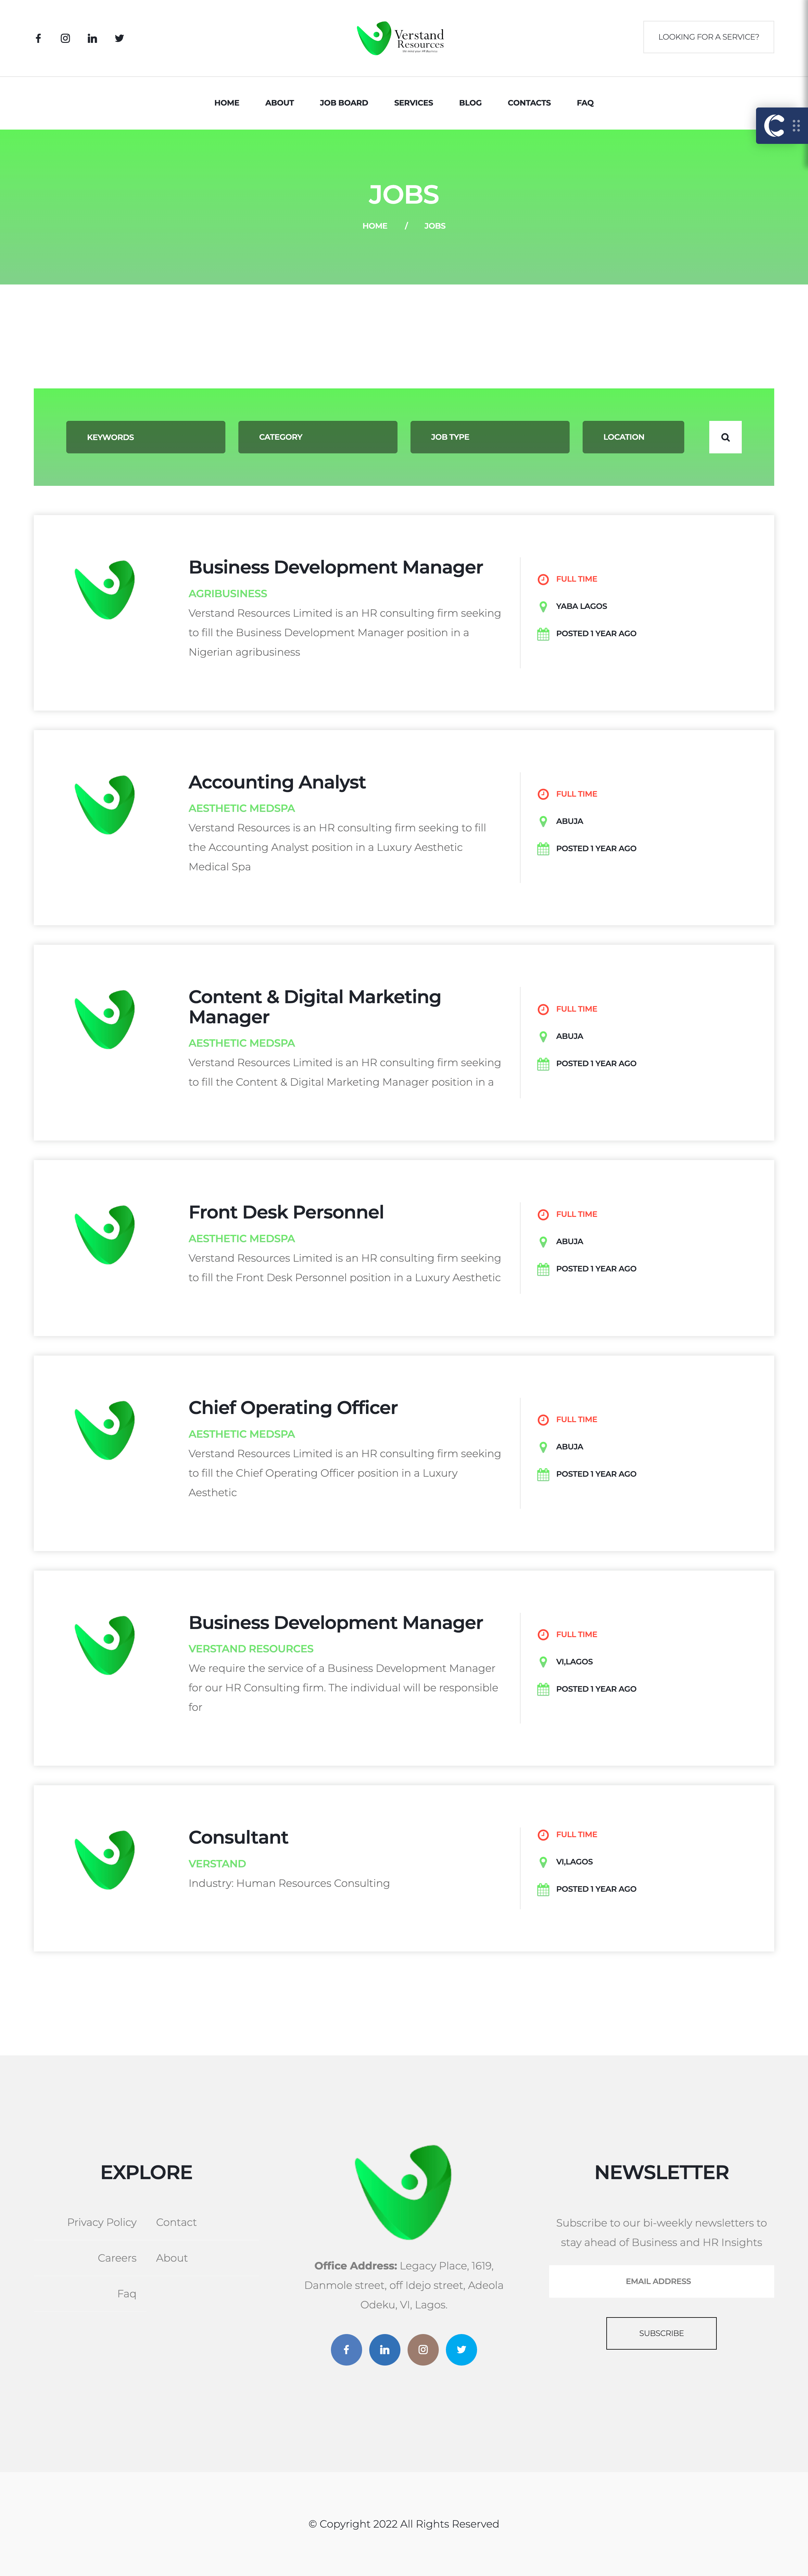 Verstand
Resources
LOOKING FOR A SERVICE?
HOME ABOUT JOB BOARD SERVICES BLOG CONTACTS FAQ
JOBS
HOME / JOBS
KEYWORDS CATEGORY JOB TYPE LOCATION
Business Development Manager
AGRIBUSINESS
Verstand Resources Limited is an HR consulting firm seeking
to fill the Business Development Manager position in a
Nigerian agribusiness
FULL TIME
YABA LAGOS
POSTED 1 YEAR AGO
Accounting Analyst
AESTHETIC MEDSPA
Verstand Resources is an HR consulting firm seeking to fill
the Accounting Analyst position in a Luxury Aesthetic
Medical Spa
FULL TIME
ABUJA
POSTED 1 YEAR AGO
Content & Digital Marketing
Manager
AESTHETIC MEDSPA
Verstand Resources Limited is an HR consulting firm seeking
to fill the Content & Digital Marketing Manager position in a
FULL TIME
ABUJA
POSTED 1 YEAR AGO
Front Desk Personnel
AESTHETIC MEDSPA
Verstand Resources Limited is an HR consulting firm seeking
to fill the Front Desk Personnel position in a Luxury Aesthetic
FULL TIME
ABUJA
POSTED 1 YEAR AGO
Chief Operating Officer
AESTHETIC MEDSPA
Verstand Resources Limited is an HR consulting firm seeking
to fill the Chief Operating Officer position in a Luxury
Aesthetic
FULL TIME
ABUJA
POSTED 1 YEAR AGO
Business Development Manager
VERSTAND RESOURCES
We require the service of a Business Development Manager
for our HR Consulting firm. The individual will be responsible
for
FULL TIME
VI,LAGOS
POSTED 1 YEAR AGO
Consultant
VERSTAND
Industry: Human Resources Consulting
FULL TIME
VI,LAGOS
POSTED 1 YEAR AGO
EXPLORE
Privacy Policy Contact
Careers About
Faq
Office Address: Legacy Place, 1619,
Danmole street, off Idejo street, Adeola
Odeku, VI, Lagos.
NEWSLETTER
Subscribe to our bi-weekly newsletters to
stay ahead of Business and HR Insights
EMAIL ADDRESS
SUBSCRIBE
© Copyright 2022 All Rights Reserved